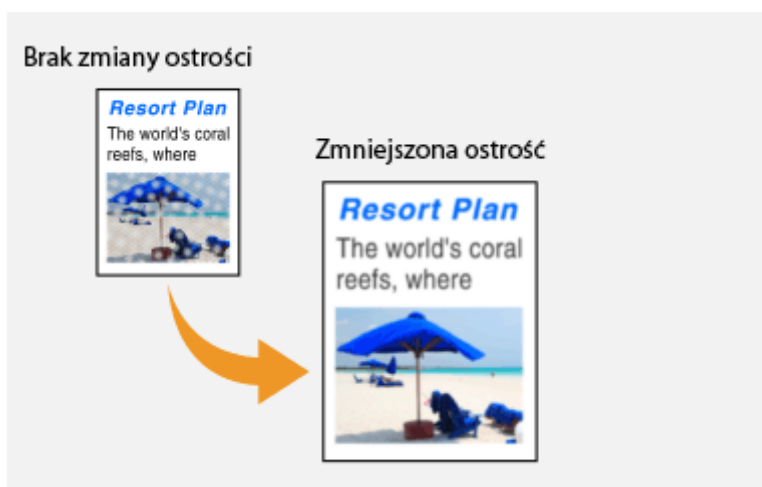 Brak zmiany ostrości
Resort Plan
The world's coral
reefs, where
Zmniejszona ostrość
Resort Plan
The world's coral
reefs, where